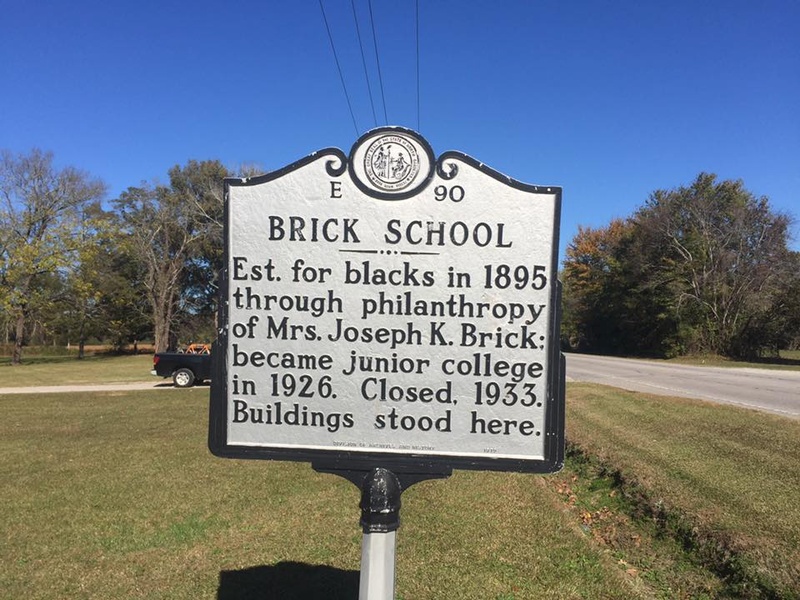 E 90
BRICK SCHOOL
Est. for blacks in 1895
through philanthropy
of Mrs. Joseph K. Brick;
became junior college
in 1926. Closed, 1933.
Buildings stood here.